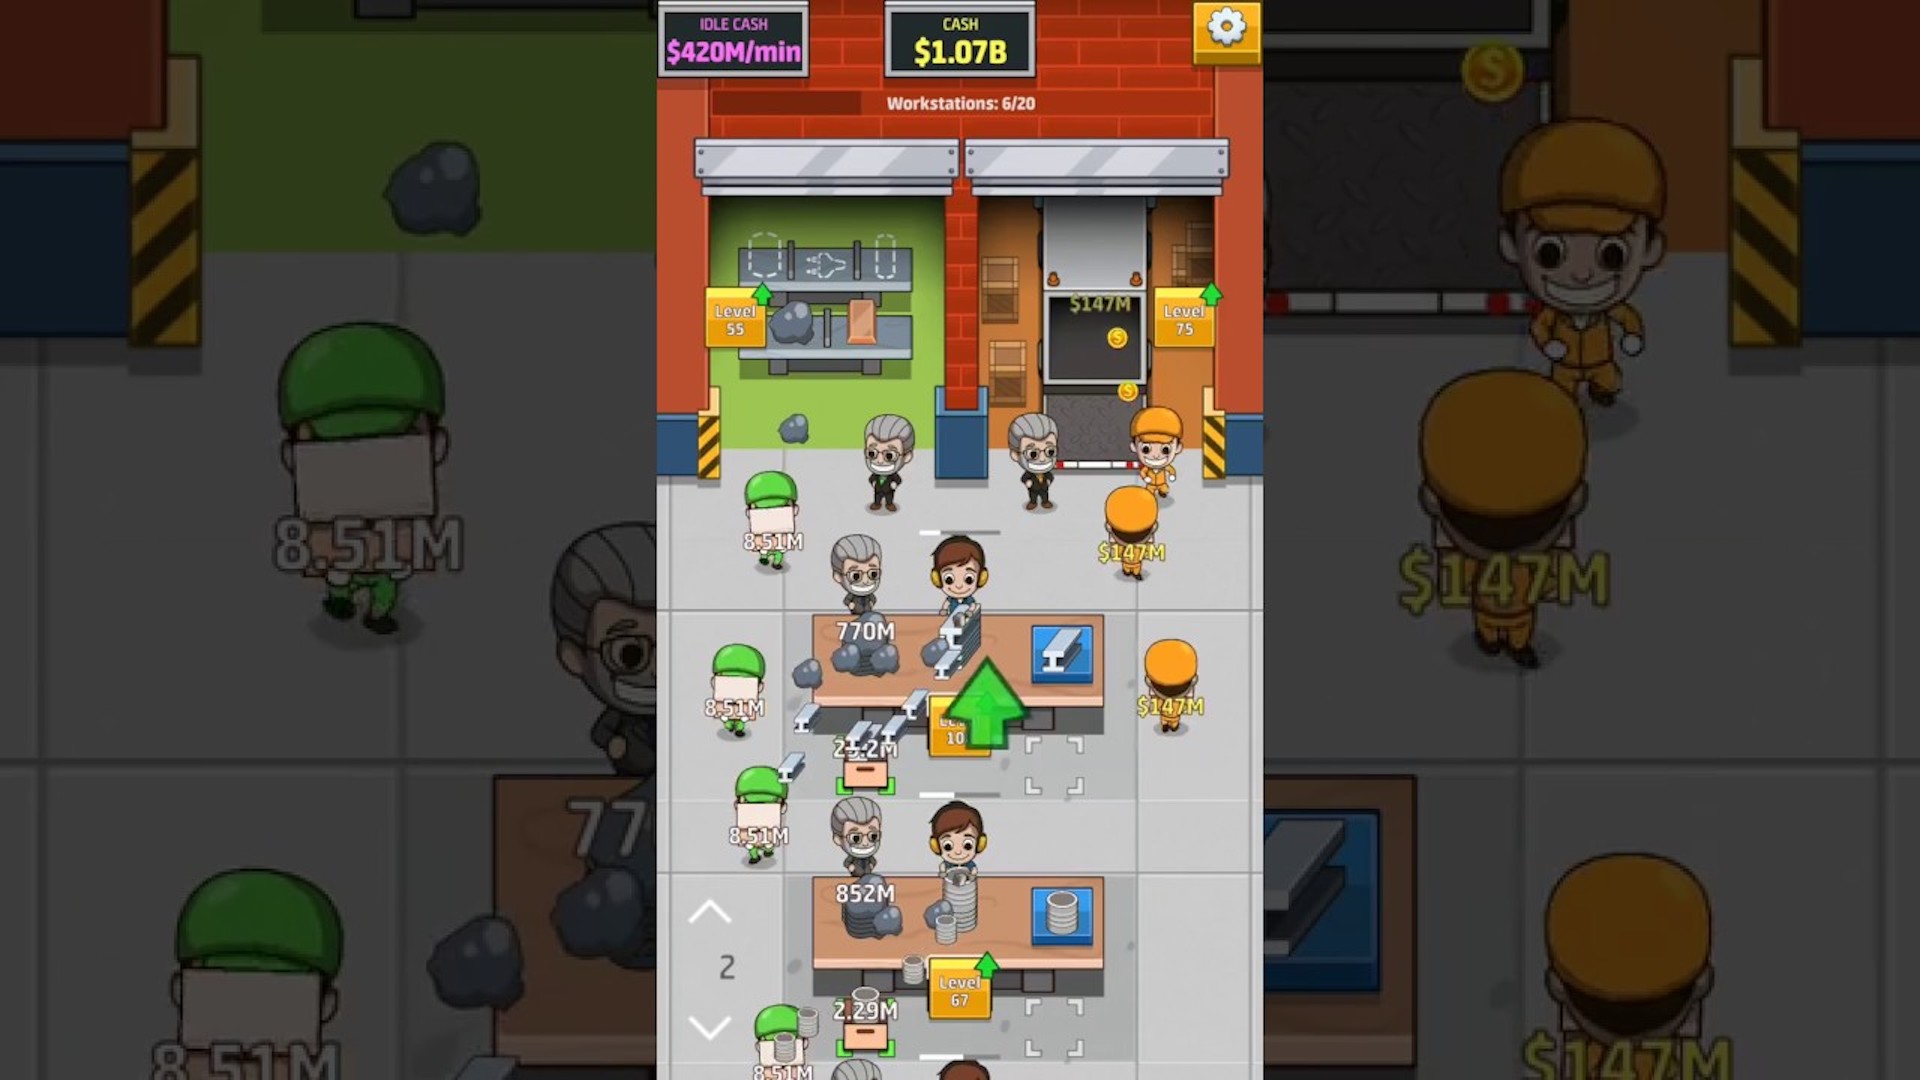 IDLE CASH
$420M/min
CASH
$1.07B
Workstations: 6/20
Level
55
$147M
Level
75
8.51M
$147M
770M
8.51M
$147M
10
8.51M
852M
2
Level
67
2.29M
8.51M
8.51M
77
8.51M
$147M
$147M